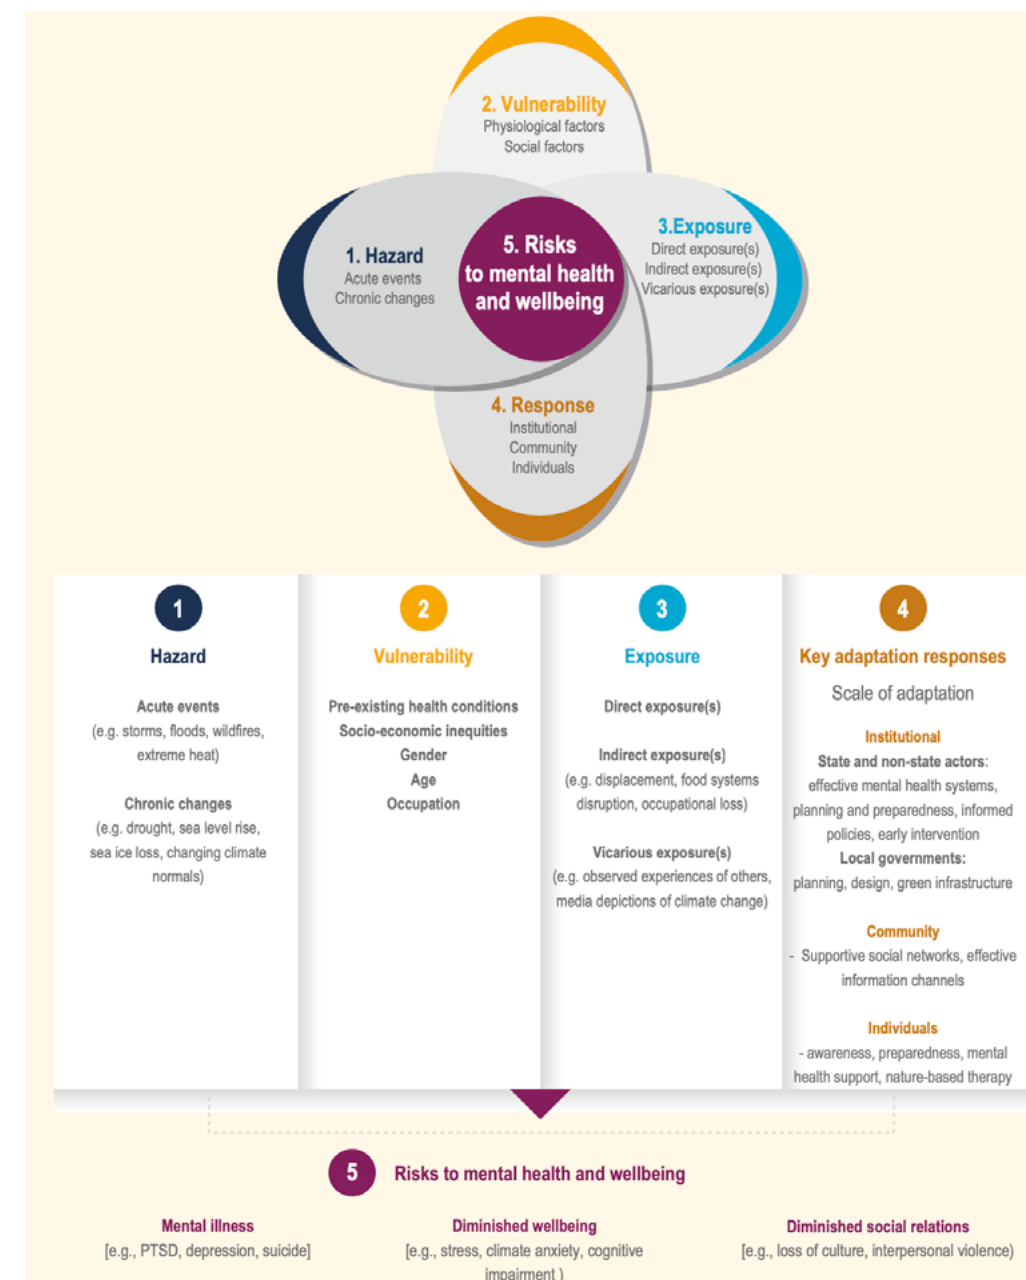 2. Vulnerability
Physiological factors
Social factors
1. Hazard
Acute events
Chronic changes
5. Risks
to mental health
and wellbeing
3.Exposure
Direct exposure(s)
Indirect exposure(s)
Vicarious exposure(s)
4. Response
Institutional
Community
Individuals
1
Hazard
Acute events
(e.g. storms, floods, wildfires,
extreme heat)
Chronic changes
(e.g. drought, sea level rise,
sea ice loss, changing climate
normals)
2
Vulnerability
Pre-existing health conditions
Socio-economic inequities
Gender
Age
Occupation
3
Exposure
Direct exposure(s)
Indirect exposure(s)
(e.g. displacement, food systems
disruption, occupational loss)
Vicarious exposure(s)
(e.g. observed experiences of others,
media depictions of climate change)
4
Key adaptation responses
Scale of adaptation
Institutional
State and non-state actors:
effective mental health systems,
planning and preparedness, informed
policies, early intervention
Local governments:
planning, design, green infrastructure
Community
- Supportive social networks, effective
information channels
Individuals
- awareness, preparedness, mental
health support, nature-based therapy
5 Risks to mental health and wellbeing
Mental illness
[e.g., PTSD, depression, suicide]
Diminished wellbeing
[e.g., stress, climate anxiety, cognitive
impairment )
Diminished social relations
[e.g., loss of culture, interpersonal violence)